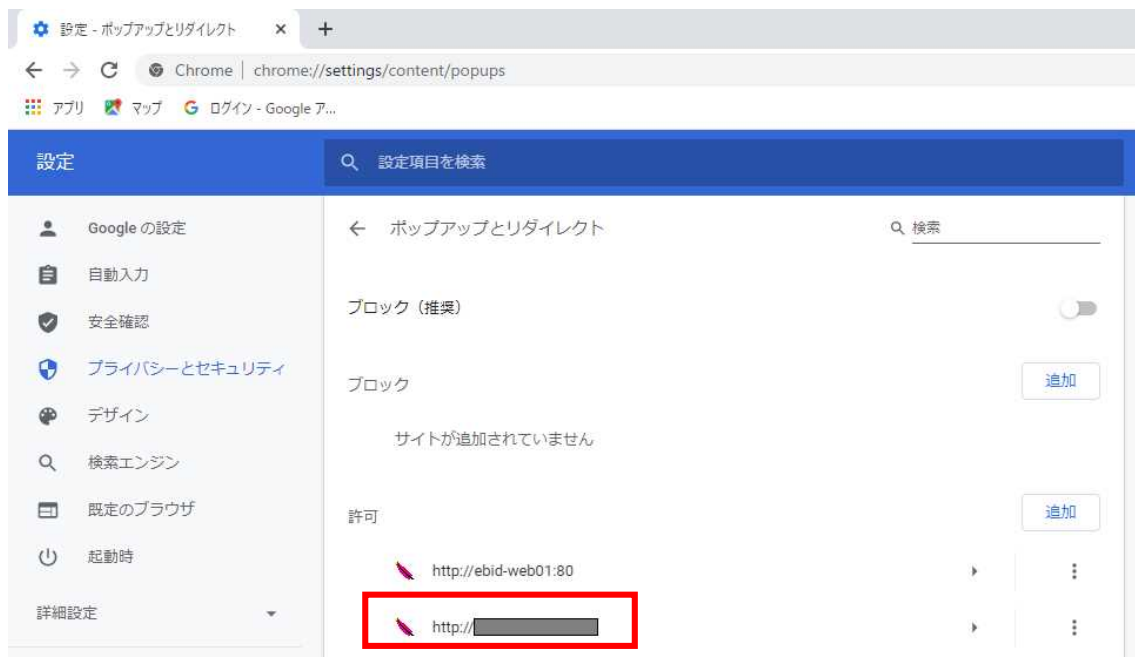 設定 - ポップアップとリダイレクト
Chrome | chrome://settings/content/popups
アプリ マップ ログイン - Google ア...
設定
設定項目を検索
Google の設定
自動入力
安全確認
プライバシーとセキュリティ
デザイン
検索エンジン
既定のブラウザ
起動時
詳細設定
ポップアップとリダイレクト
検索
ブロック（推奨）
ブロック
追加
サイトが追加されていません
許可
追加
http://ebid-web01:80
http://